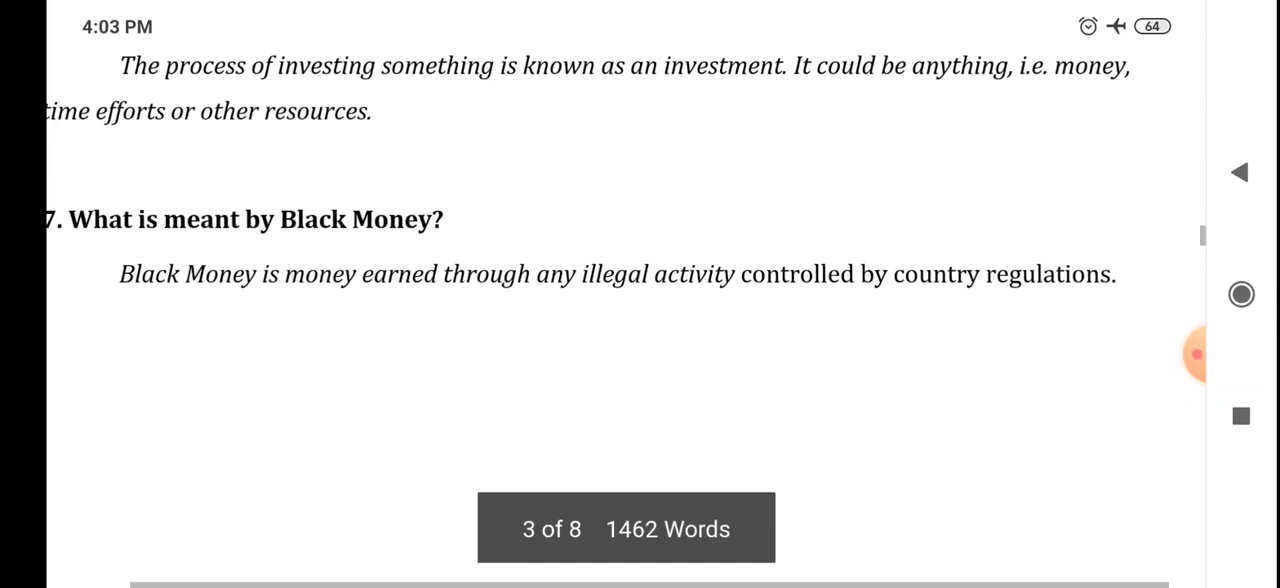 4:03 PM
64
The process of investing something is known as an investment. It could be anything, i.e. money,
time efforts or other resources.
7. What is meant by Black Money?
Black Money is money earned through any illegal activity controlled by country regulations.
3 of 8 1462 Words